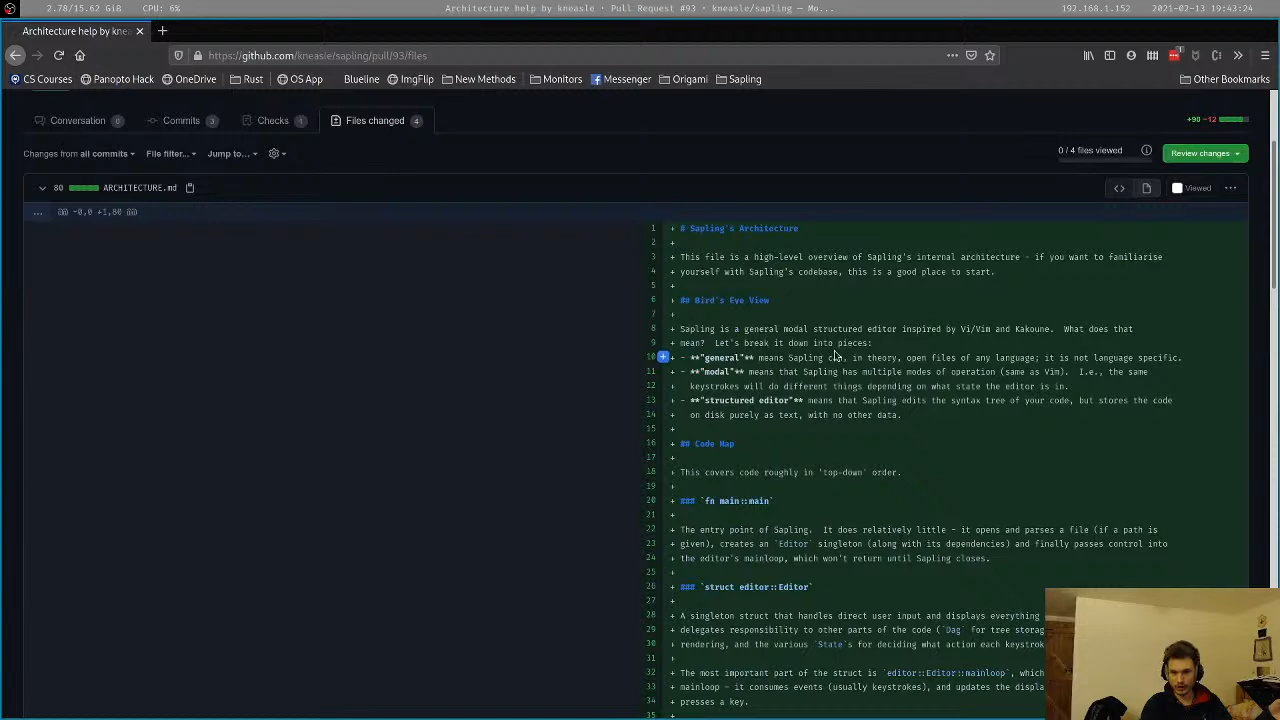 2.78/15.62 GiB CPU: 6% Architecture help by kneasle · Pull Request #93 · kneasle/sapling — Mo... 192.168.1.152 2021-02-13 19:43:24
Architecture help by kne
https://github.com/kneasle/sapling/pull/93/files
CS Courses Panopto Hack OneDrive Rust OS App Blueline ImgFlip New Methods Monitors Messenger Origami Sapling Other Bookmarks
Conversation 0 Commits 3 Checks 1 Files changed 4 +90 −12
Changes from all commits File filter... Jump to... 0 / 4 files viewed Review changes
80 ARCHITECTURE.md Viewed
... @@ -0,0 +1,80 @@
1 + # Sapling's Architecture
2 +
3 + This file is a high-level overview of Sapling's internal architecture - if you want to familiarise
4 + yourself with Sapling's codebase, this is a good place to start.
5 +
6 + ## Bird's Eye View
7 +
8 + Sapling is a general modal structured editor inspired by Vi/Vim and Kakoune.  What does that
9 + mean?  Let's break it down into pieces:
10 + - **"general"** means Sapling can, in theory, open files of any language; it is not language specific.
11 + - **"modal"** means that Sapling has multiple modes of operation (same as Vim).  I.e., the same
12 + keystrokes will do different things depending on what state the editor is in.
13 + - **"structured editor"** means that Sapling edits the syntax tree of your code, but stores the code
14 + on disk purely as text, with no other data.
15 +
16 + ## Code Map
17 +
18 + This covers code roughly in 'top-down' order.
19 +
20 + ### `fn main::main`
21 +
22 + The entry point of Sapling.  It does relatively little - it opens and parses a file (if a path is
23 + given), creates an `Editor` singleton (along with its dependencies) and finally passes control into
24 + the editor's mainloop, which won't return until Sapling closes.
25 +
26 + ### `struct editor::Editor`
27 +
28 + A singleton struct that handles direct user input and displays everything
29 + delegates responsibility to other parts of the code (`Dag` for tree storag
30 + rendering, and the various `State`s for deciding what action each keystrok
31 +
32 + The most important part of the struct is `editor::Editor::mainloop`, which
33 + mainloop - it consumes events (usually keystrokes), and updates the displa
34 + presses a key.
35 +